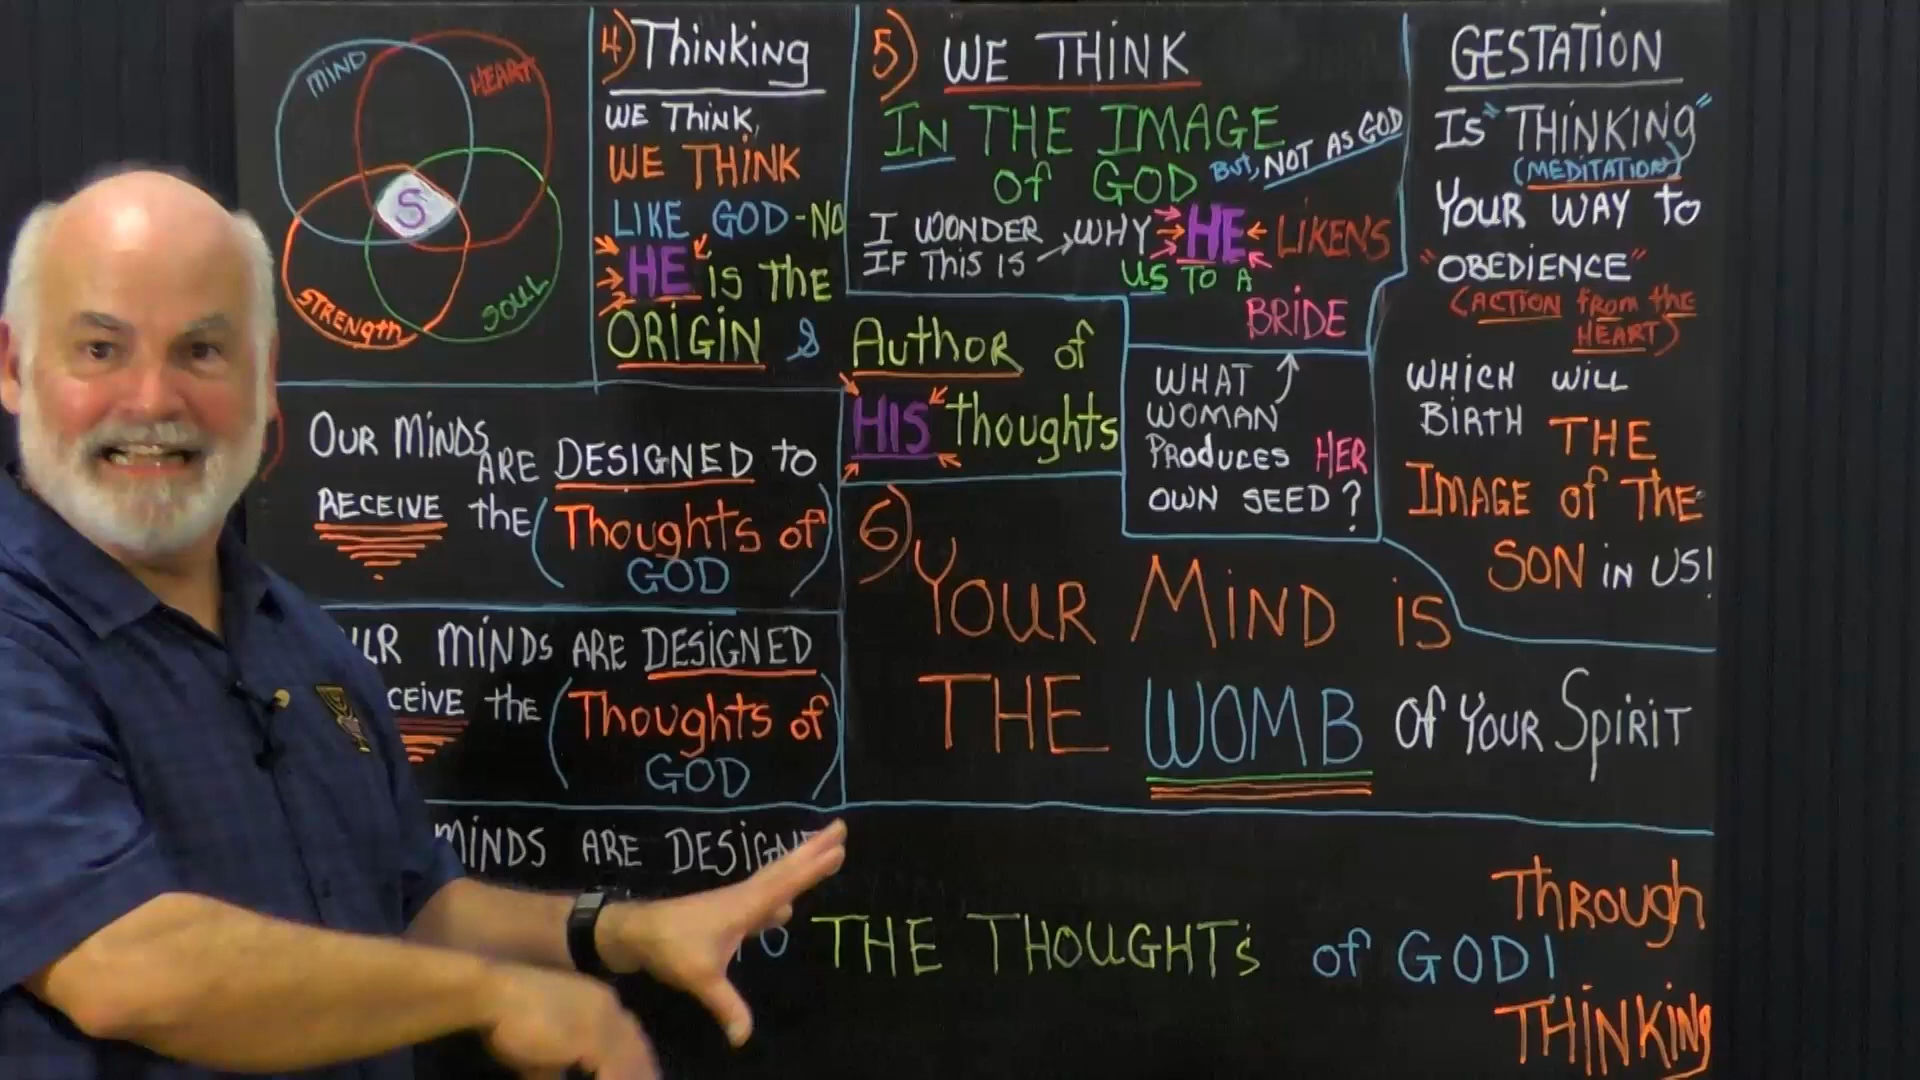 MIND
HEART
S
STRENGTH
SOUL
4) Thinking
WE THINK,
WE THINK
LIKE GOD - NO
HE is THE
ORIGIN &
Author of
HIS thoughts
5) WE THINK
IN THE IMAGE
of GOD
BUT, NOT AS GOD
I WONDER
IF THIS IS
WHY HE LIKENS
US TO A
BRIDE
WHAT
WOMAN
PRODUCES HER
OWN SEED?
GESTATION
Is "THINKING"
(MEDITATION)
YOUR WAY TO
"OBEDIENCE"
(ACTION from the
HEART)
WHICH WILL
BIRTH THE
IMAGE of THE
SON IN US!
OUR MINDS
ARE DESIGNED TO
RECEIVE the (Thoughts of
GOD)
UR MINDS ARE DESIGNED
CEIVE the (Thoughts of
GOD)
6) YOUR MIND IS
THE WOMB of YOUR SPIRIT
MINDS ARE DESIGN
THE THOUGHTS of GOD!
THROUGH
THINKING